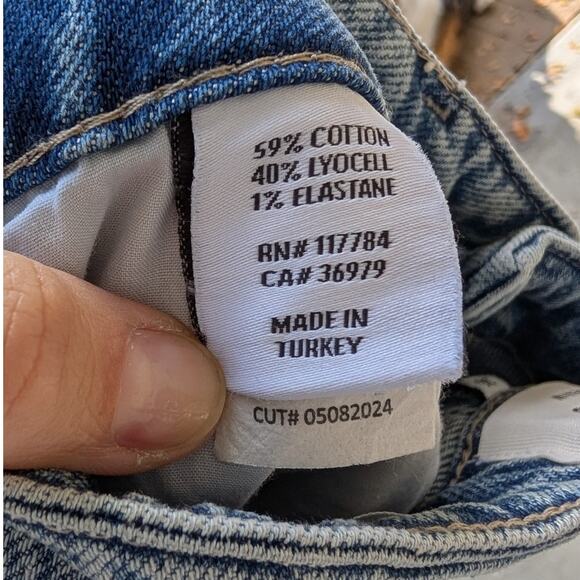 59% COTTON
40% LYOCELL
1% ELASTANE
RN# 117784
CA# 36979
MADE IN
TURKEY
CUT# 05082024